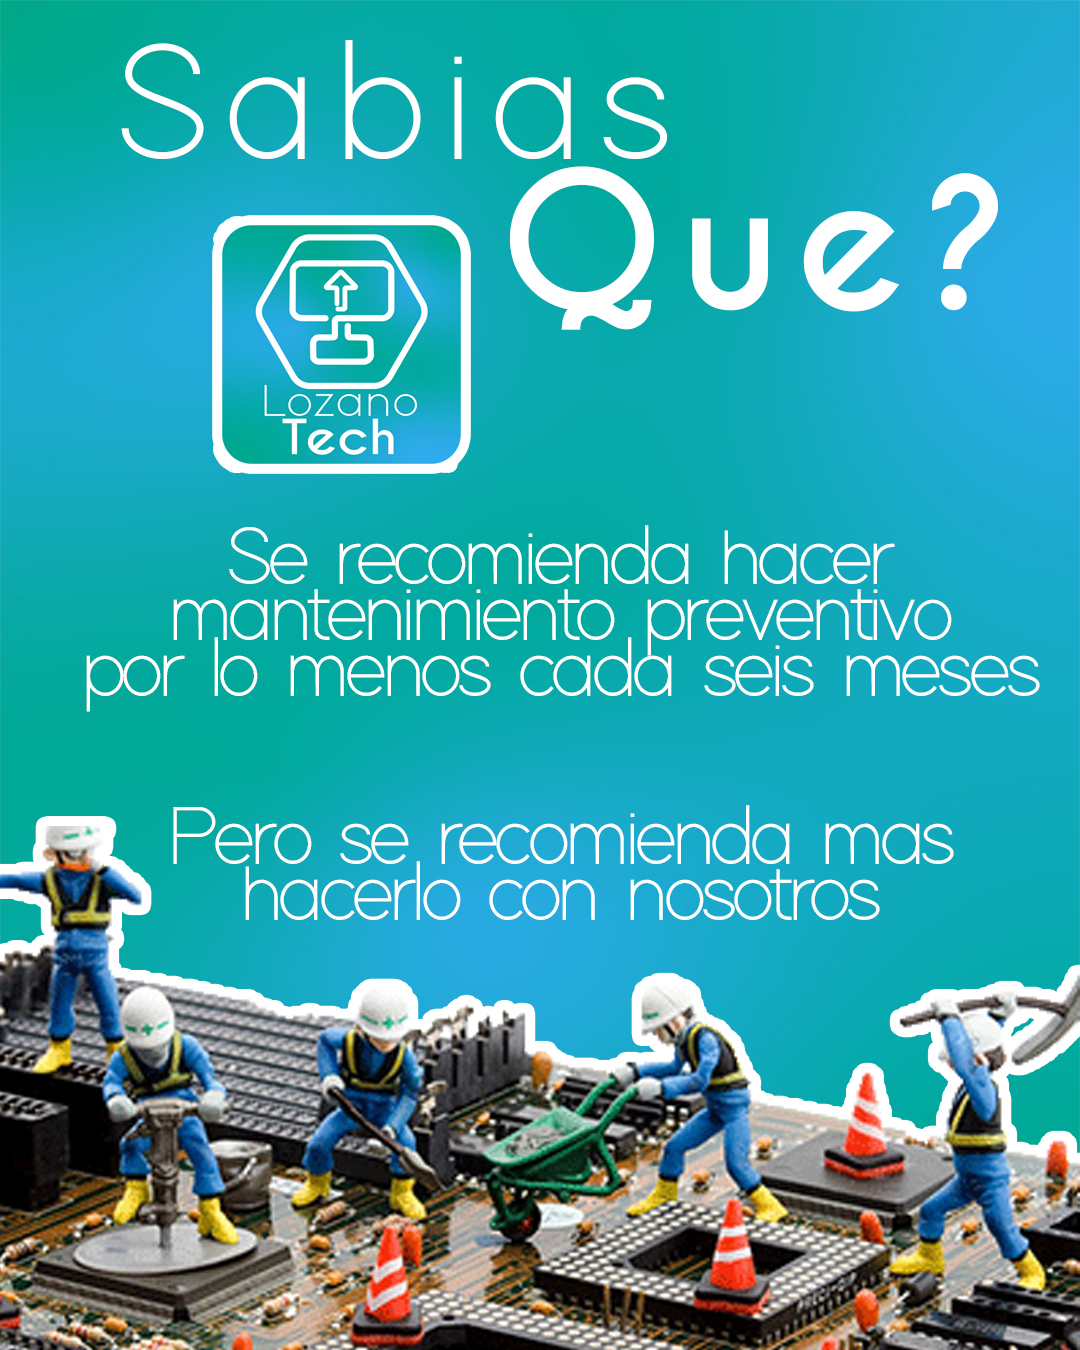 Sabias
Que?
Lozano
Tech
Se recomienda hacer
mantenimiento preventivo
por lo menos cada seis meses
Pero se recomienda mas
hacerlo con nosotros